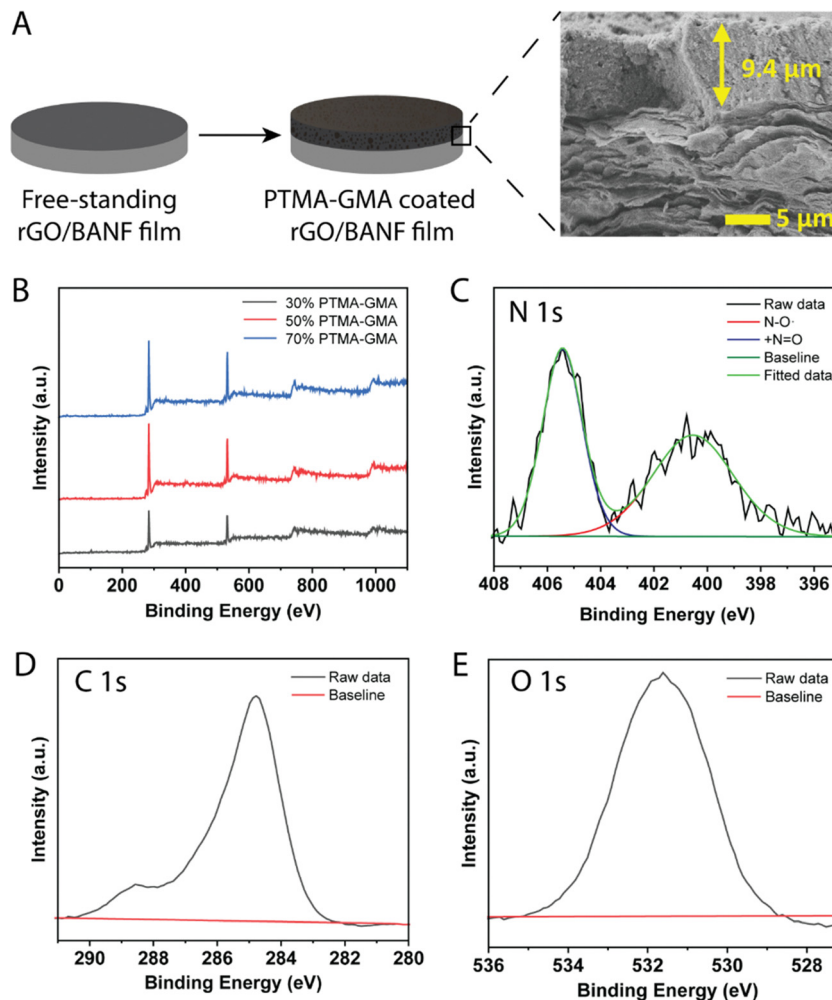 A
Free-standing
rGO/BANF film
PTMA-GMA coated
rGO/BANF film
9.4 µm
5 µm
B
30% PTMA-GMA
50% PTMA-GMA
70% PTMA-GMA
Intensity (a.u.)
0 200 400 600 800 1000
Binding Energy (eV)
C
N 1s
Raw data
N-O·
+N=O
Baseline
Fitted data
Intensity (a.u.)
408 406 404 402 400 398 396
Binding Energy (eV)
D
C 1s
Raw data
Baseline
Intensity (a.u.)
290 288 286 284 282 280
Binding Energy (eV)
E
O 1s
Raw data
Baseline
Intensity (a.u.)
536 534 532 530 528
Binding Energy (eV)